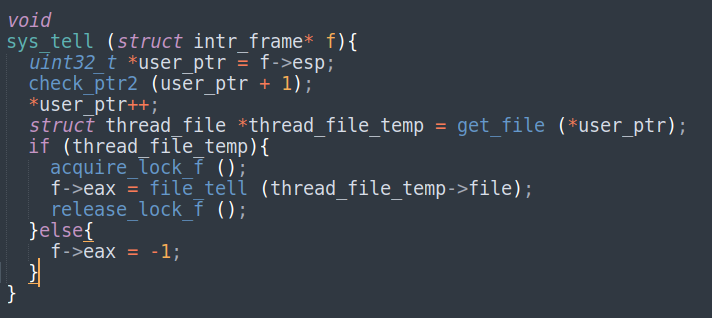 void
sys_tell (struct intr_frame* f){
  uint32_t *user_ptr = f->esp;
  check_ptr2 (user_ptr + 1);
  *user_ptr++;
  struct thread_file *thread_file_temp = get_file (*user_ptr);
  if (thread_file_temp){
    acquire_lock_f ();
    f->eax = file_tell (thread_file_temp->file);
    release_lock_f ();
  }else{
    f->eax = -1;
  }
}